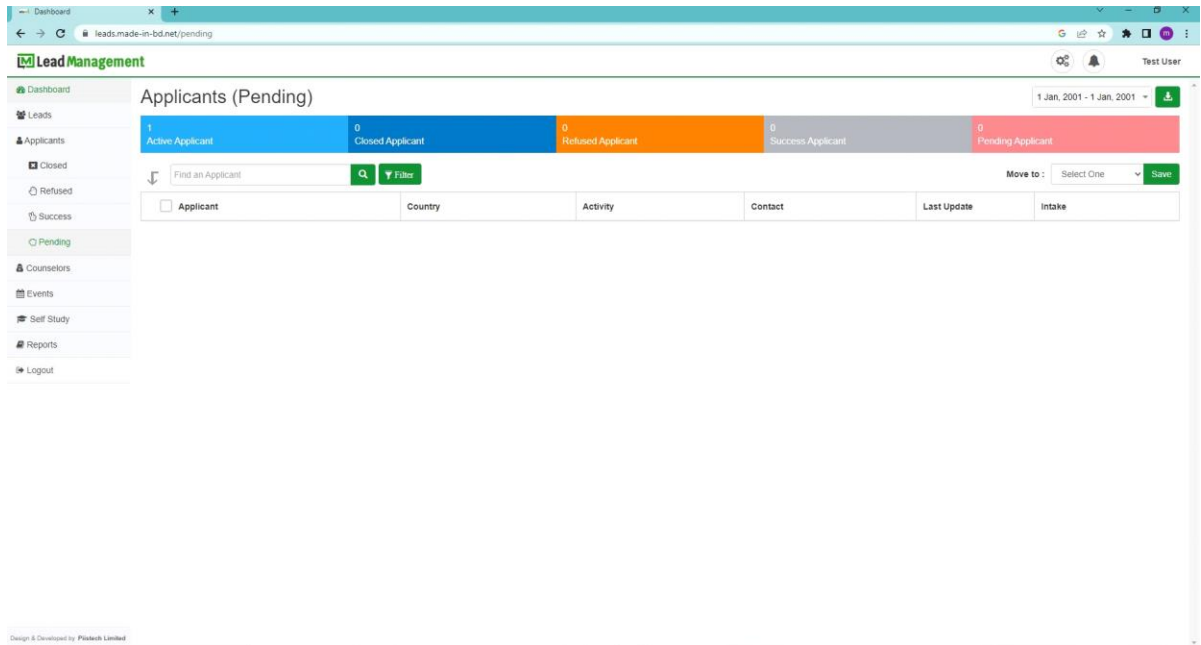 Dashboard
leads.made-in-bd.net/pending
G
m
Lead Management
Test User
Dashboard
Leads
Applicants
Closed
Refused
Success
Pending
Counselors
Events
Self Study
Reports
Logout
Applicants (Pending)
1 Jan, 2001 - 1 Jan, 2001
1
Active Applicant
0
Closed Applicant
0
Refused Applicant
0
Success Applicant
0
Pending Applicant
Find an Applicant
Filter
Move to :
Select One
Save
Applicant
Country
Activity
Contact
Last Update
Intake
Design & Developed by Limited